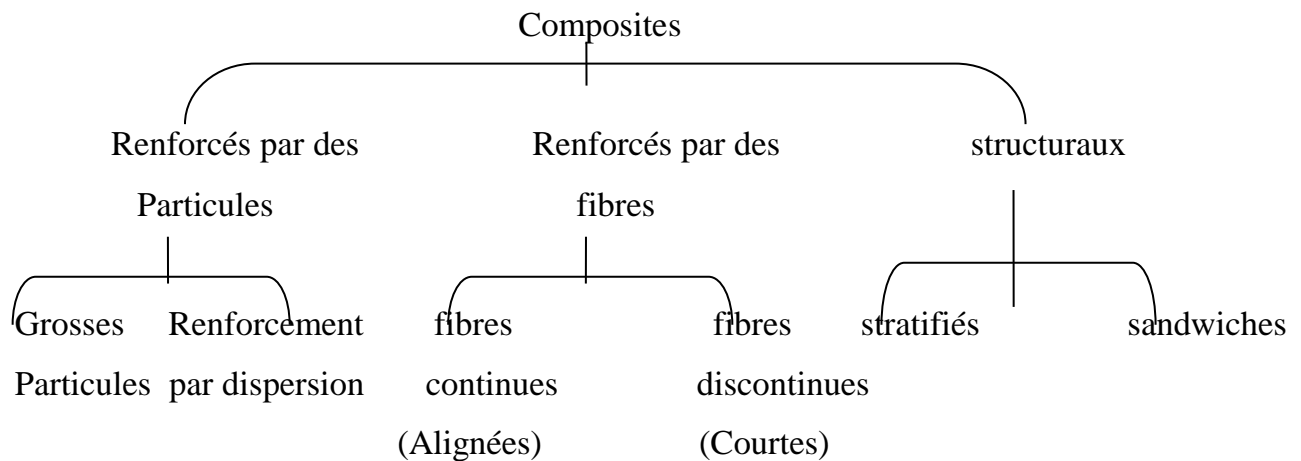 Composites
Renforcés par des Renforcés par des structuraux
Particules fibres
Grosses Renforcement fibres fibres stratifiés sandwiches
Particules par dispersion continues discontinues
(Alignées) (Courtes)